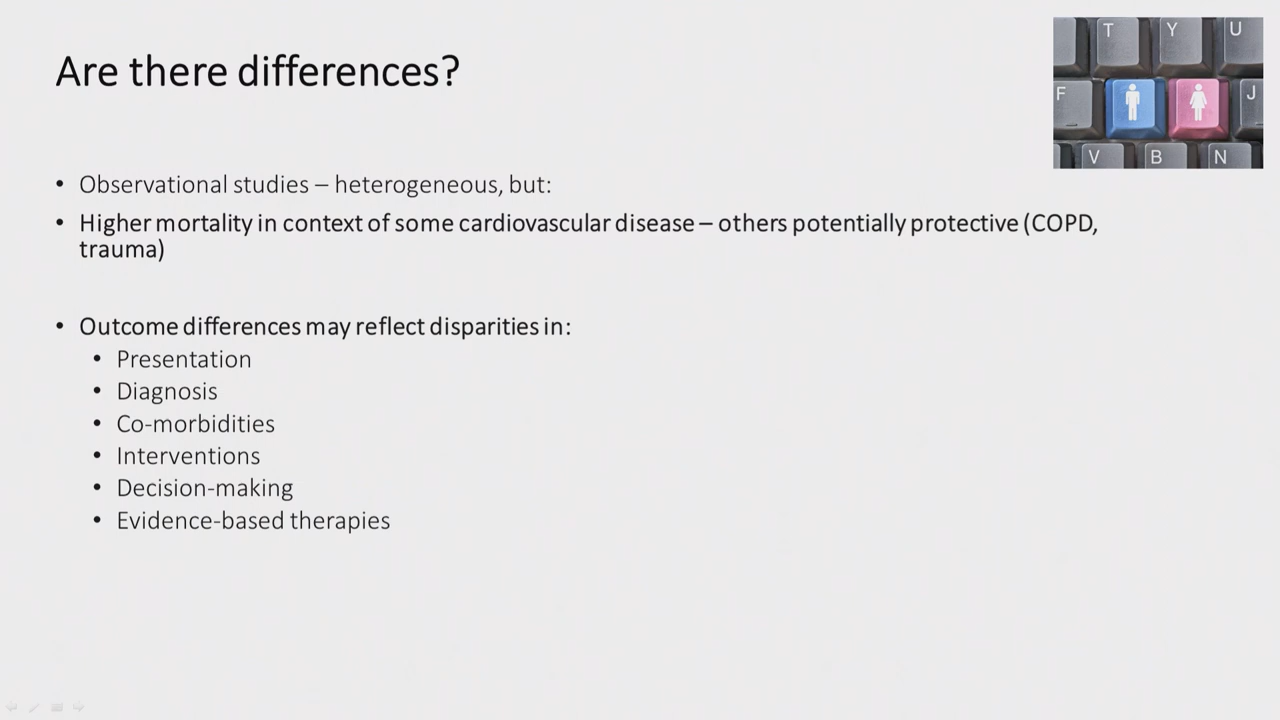 Are there differences?
T Y U
F J
V B N
• Observational studies – heterogeneous, but:
• Higher mortality in context of some cardiovascular disease – others potentially protective (COPD,
trauma)
• Outcome differences may reflect disparities in:
• Presentation
• Diagnosis
• Co-morbidities
• Interventions
• Decision-making
• Evidence-based therapies